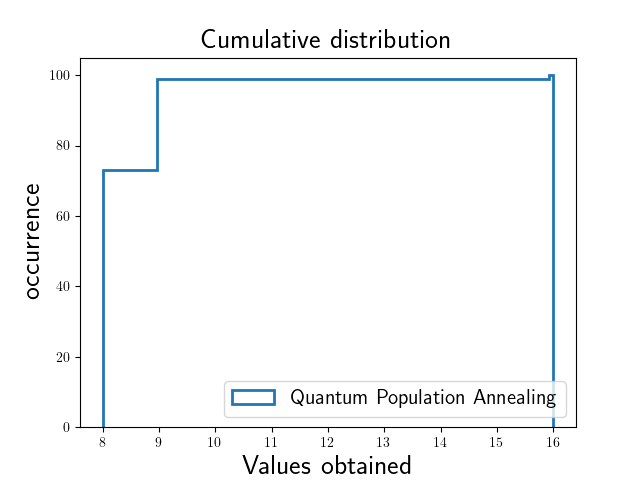 Cumulative distribution
occurrence
100
80
60
40
20
0
8 9 10 11 12 13 14 15 16
Values obtained
Quantum Population Annealing